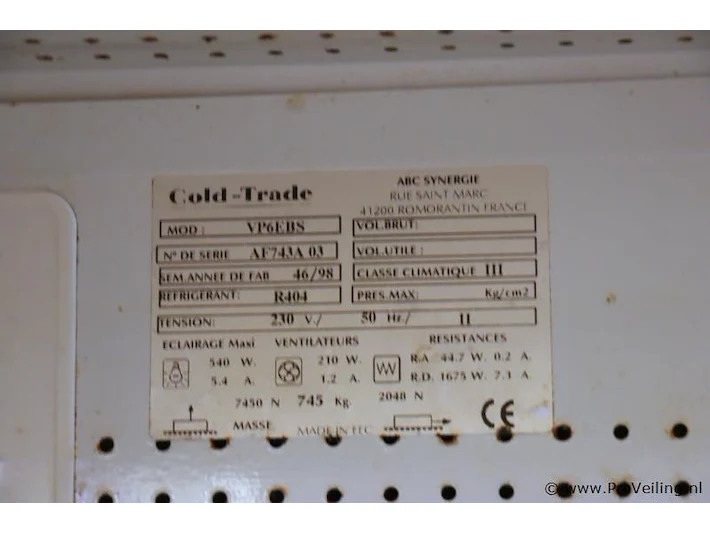 Cold-Trade
ABC SYNERGIE
RUE SAINT MARC
41200 ROMORANTIN FRANCE
MOD : VP6EBS
VOL.BRUT:
Nº DE SERIE AF743A 03
VOL.UTILE :
SEM.ANNEE DE FAB 46/98
CLASSE CLIMATIQUE III
REFRIGERANT: R404
PRES.MAX: Kg/cm2
TENSION: 230 V./ 50 Hz/ II
ECLAIRAGE Maxi VENTILATEURS RESISTANCES
540 W. 210 W. R.A 44.7 W. 0.2 A.
5.4 A. 1.2 A. R.D. 1675 W. 7.3 A.
7450 N 745 Kg. 2048 N
MASSE. MADE IN EEC CE
© www.ProVeiling.nl